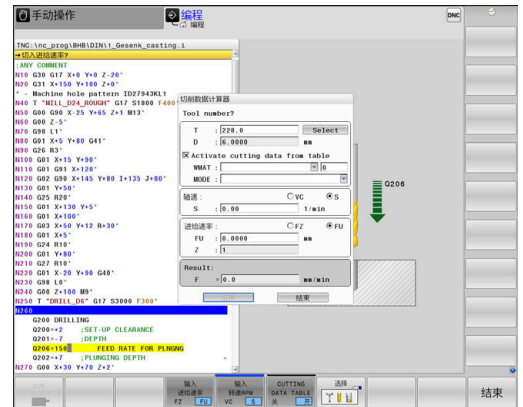 手动操作
编程
编程
DNC
TNC:\nc_prog\BHB\DIN\1_Gesenk_casting.i
→切入进给速率?
;ANY COMMENT
N10 G30 G17 X+0 Y+0 Z-20*
N20 G31 X+150 Y+100 Z+0*
* - Machine hole pattern ID27943KL1
N40 T "MILL_D24_ROUGH" G17 S1800 F400*
N50 G00 G90 X-25 Y+65 Z+1 M13*
N60 G00 Z-5*
N70 G98 L1*
N80 G01 X+5 Y+80 G41*
N90 G26 R3*
N100 G01 X+15 Y+90*
N110 G01 G91 X+120*
N120 G02 G90 X+145 Y+80 I+135 J+80*
N130 G01 Y+50*
N140 G25 R20*
N150 G01 X+130 Y+5*
N160 G01 X+100*
N170 G03 X+50 Y+12 R+30*
N180 G01 X+5*
N190 G24 R10*
N200 G01 Y+80*
N210 G27 R10*
N220 G01 X-20 Y+90 G40*
N230 G98 L0*
N240 G00 Z+100 M9*
N250 T "DRILL_D6" G17 S3000 F300*
N260
G200 DRILLING
Q200=+2 ;SET-UP CLEARANCE
Q201=-7 ;DEPTH
Q206=150 FEED RATE FOR PLNGNG
Q202=+7 ;PLUNGING DEPTH
N270 G00 X+30 Y+70 Z+2*
切削数据计算器
Tool number?
T : 228.0 Select
D : 6.0000 mm
Activate cutting data from table
WMAT : 0
MODE :
轴速: VC S
S : 0.00 1/min
进给速率: FZ FU
FU : 0.0000 mm
Z : 1
Result:
F = 0.0 mm/min
结束
Q206
输入 进给速率 FZ FU
输入 转速RPM VC S
CUTTING DATA TABLE 关 开
选择
结束